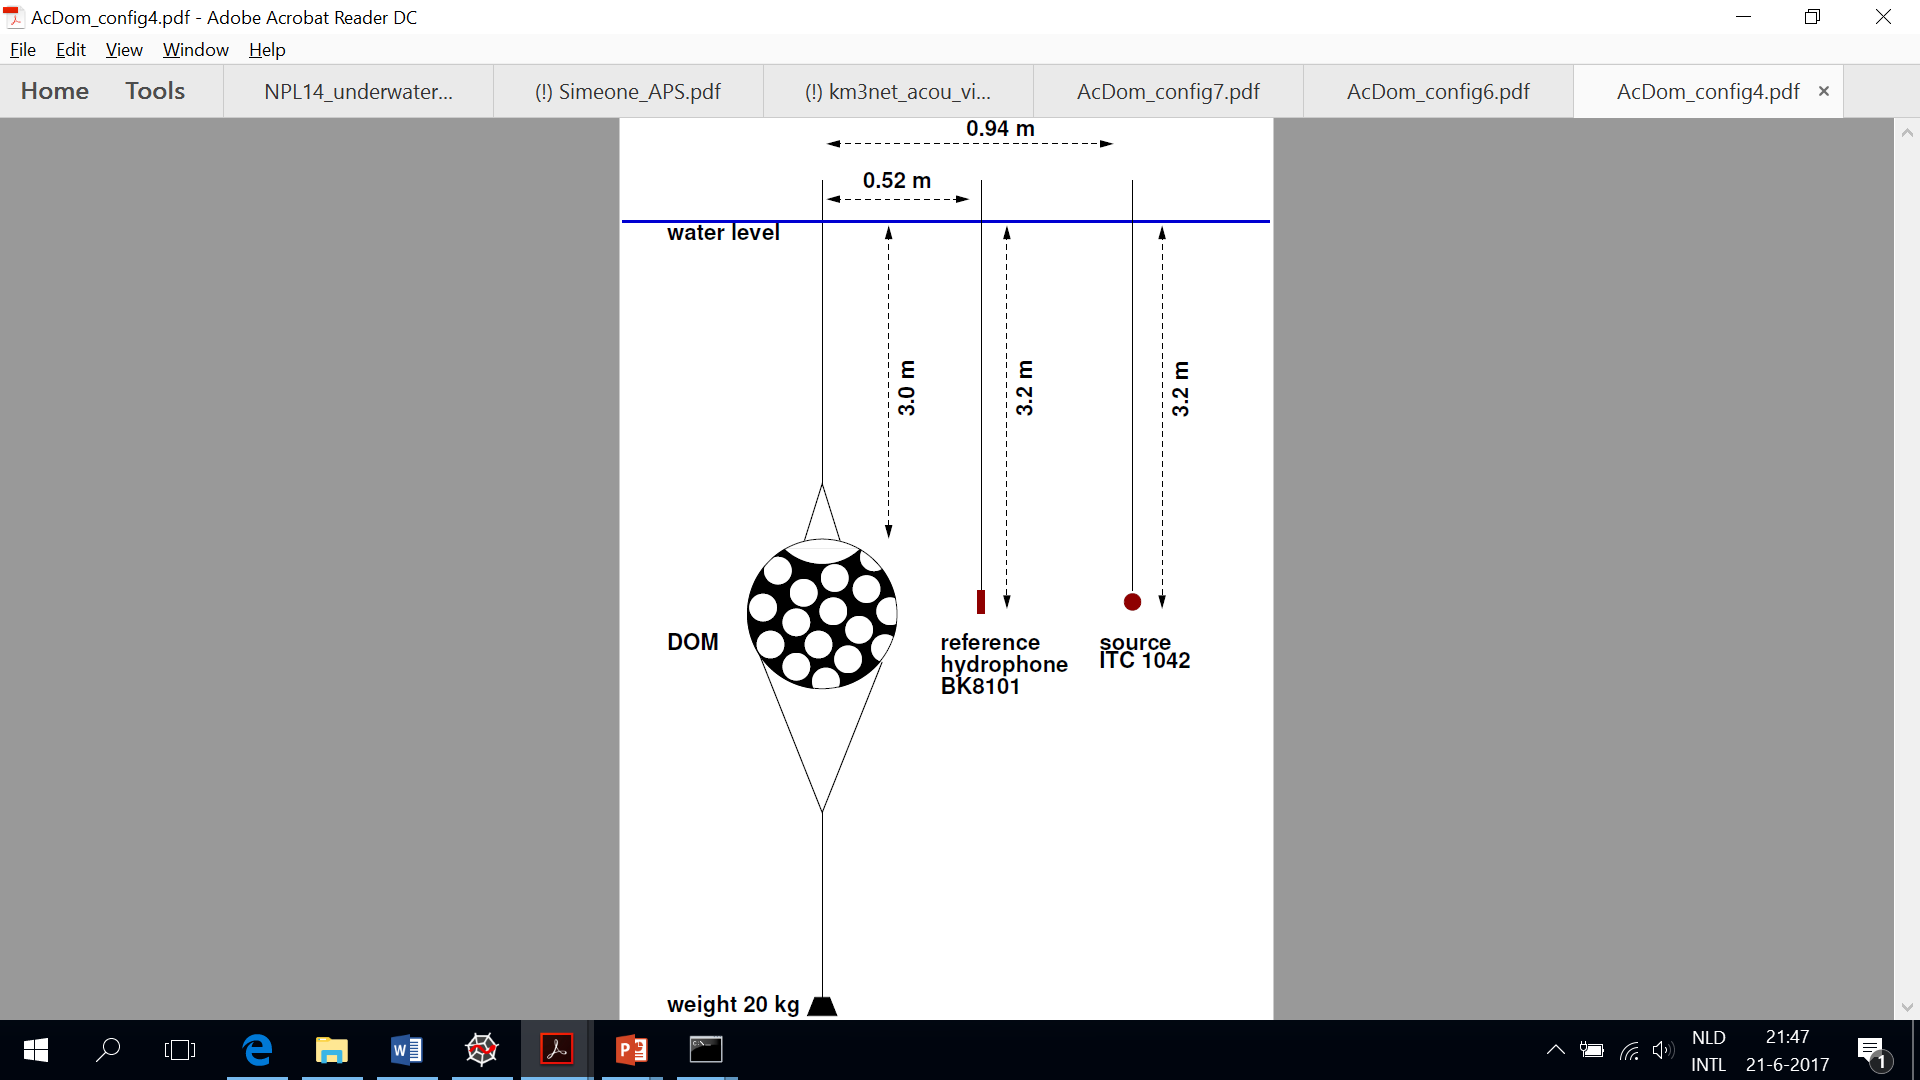 AcDom_config4.pdf - Adobe Acrobat Reader DC
File Edit View Window Help
Home Tools NPL14_underwater... (!) Simeone_APS.pdf (!) km3net_acou_vi... AcDom_config7.pdf AcDom_config6.pdf AcDom_config4.pdf ×
0.94 m
0.52 m
water level
3.0 m
3.2 m
3.2 m
DOM
reference
hydrophone
BK8101
source
ITC 1042
weight 20 kg
NLD
INTL
21:47
21-6-2017
1